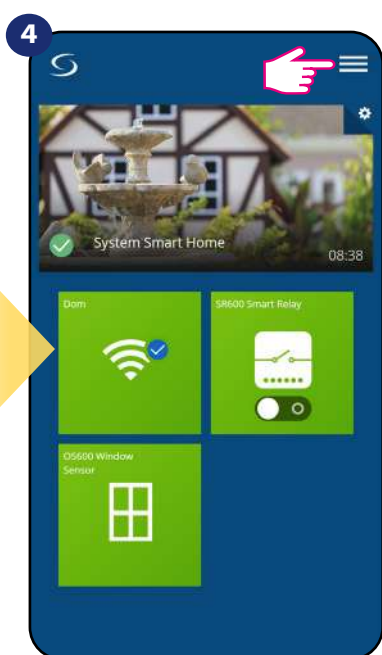 4
System Smart Home
08:38
Dom
SR600 Smart Relay
OS600 Window
Sensor